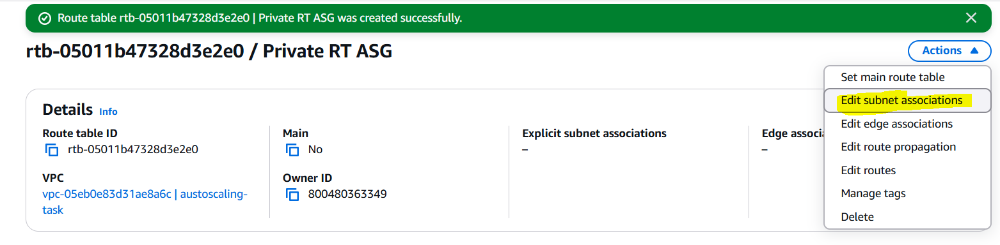 Route table rtb-05011b47328d3e2e0 | Private RT ASG was created successfully.
rtb-05011b47328d3e2e0 / Private RT ASG
Actions
Set main route table
Edit subnet associations
Edit edge associations
Edit route propagation
Edit routes
Manage tags
Delete
Details Info
Route table ID
rtb-05011b47328d3e2e0
Main
No
Explicit subnet associations
–
Edge associa
–
VPC
vpc-05eb0e83d31ae8a6c | austoscaling-
task
Owner ID
800480363349